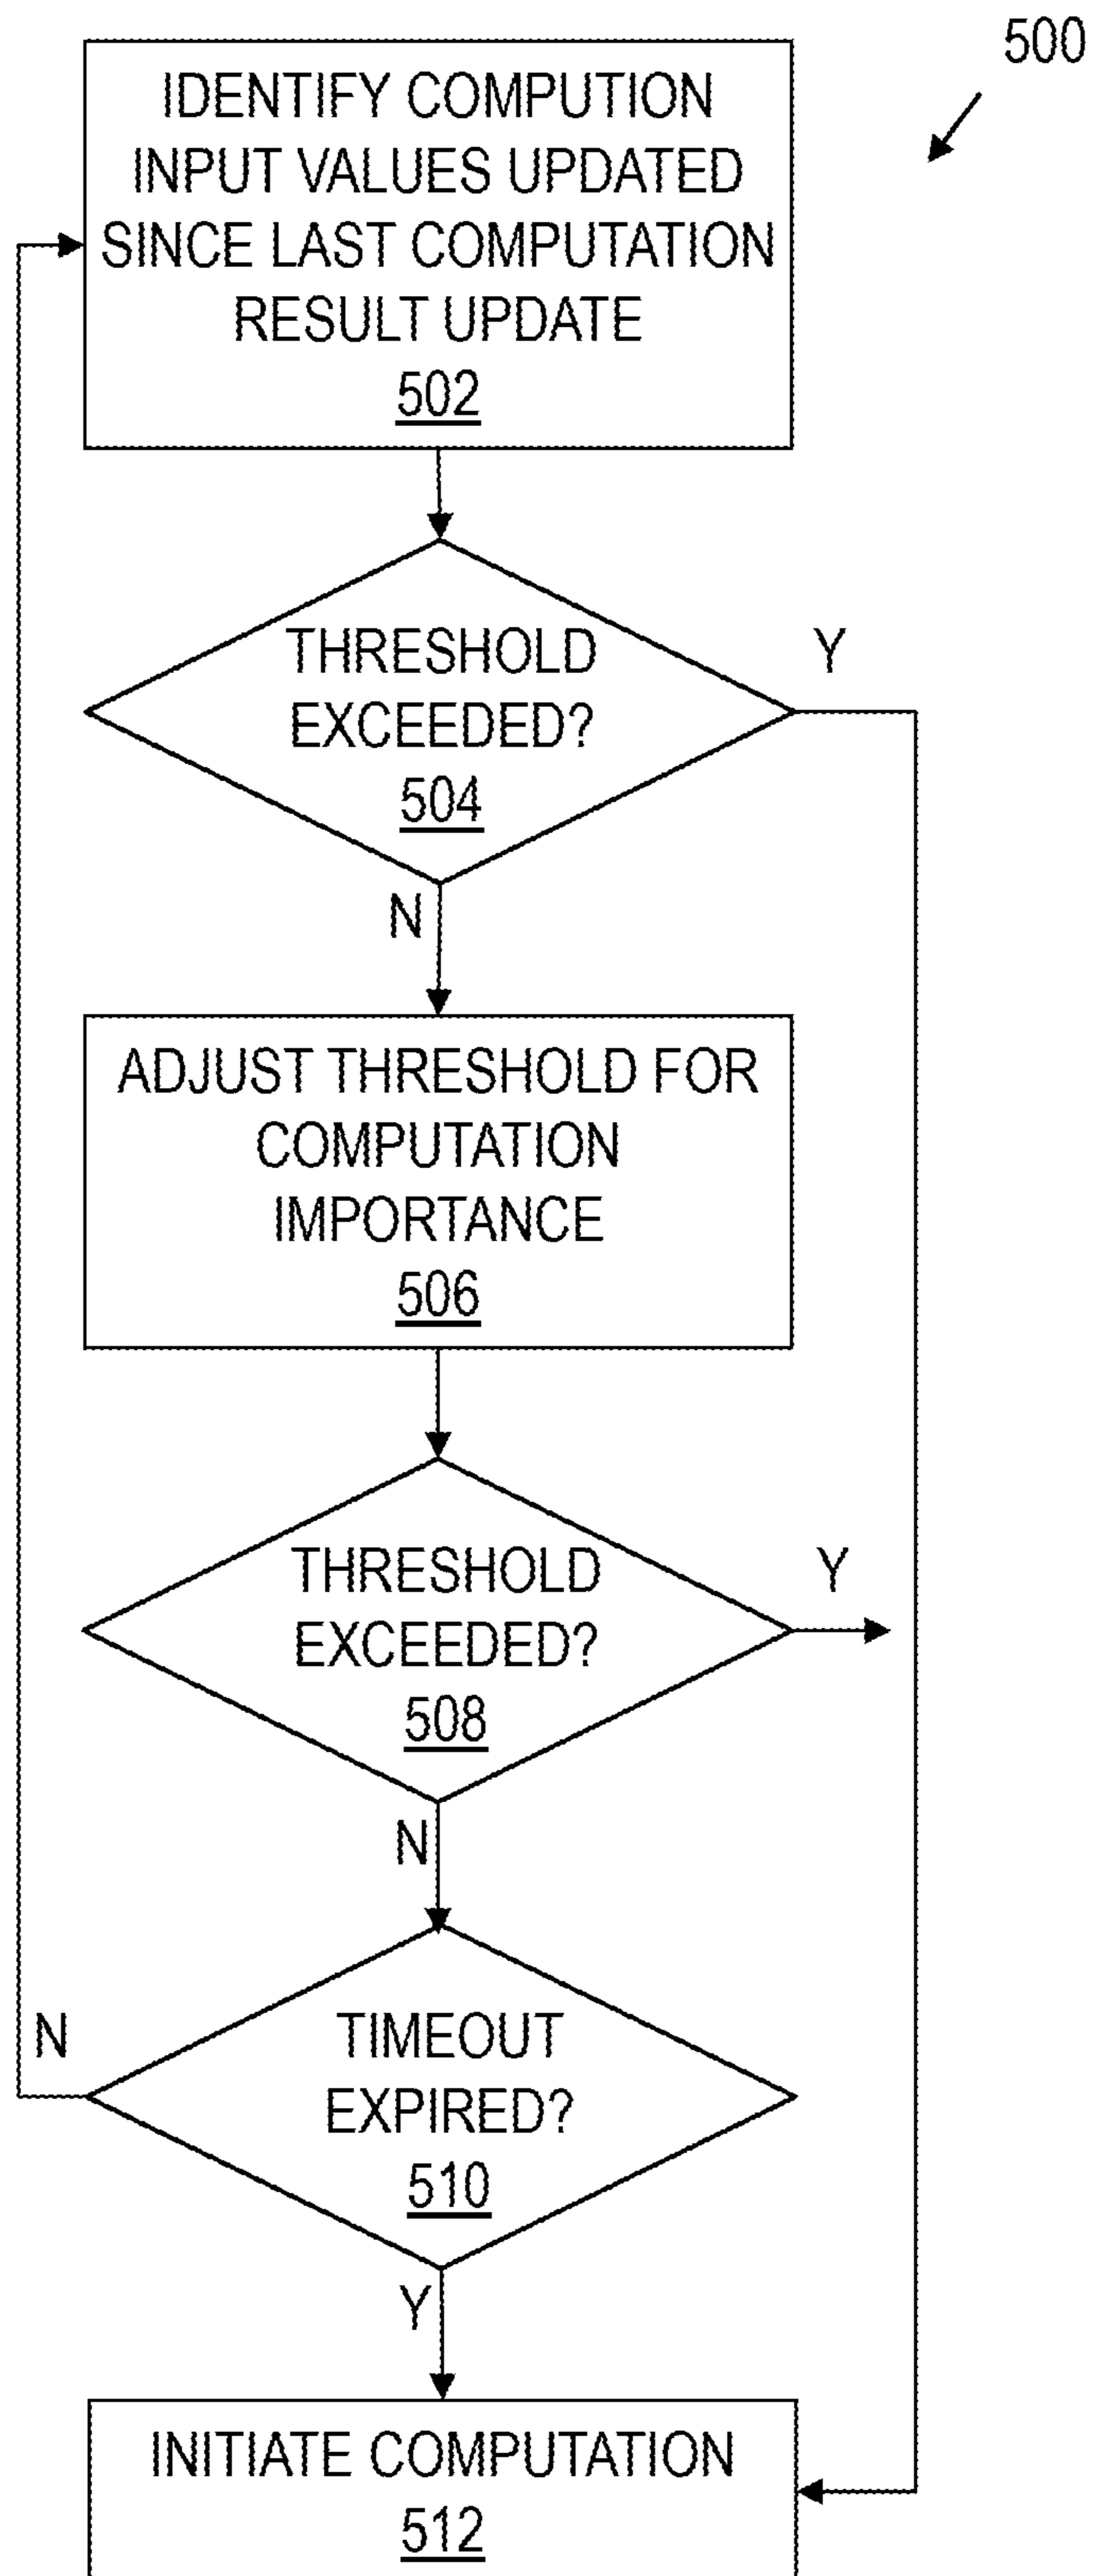 500
IDENTIFY COMPUTION
INPUT VALUES UPDATED
SINCE LAST COMPUTATION
RESULT UPDATE
502
THRESHOLD
EXCEEDED?
504
Y
N
ADJUST THRESHOLD FOR
COMPUTATION
IMPORTANCE
506
THRESHOLD
EXCEEDED?
508
Y
N
TIMEOUT
EXPIRED?
510
N
Y
INITIATE COMPUTATION
512